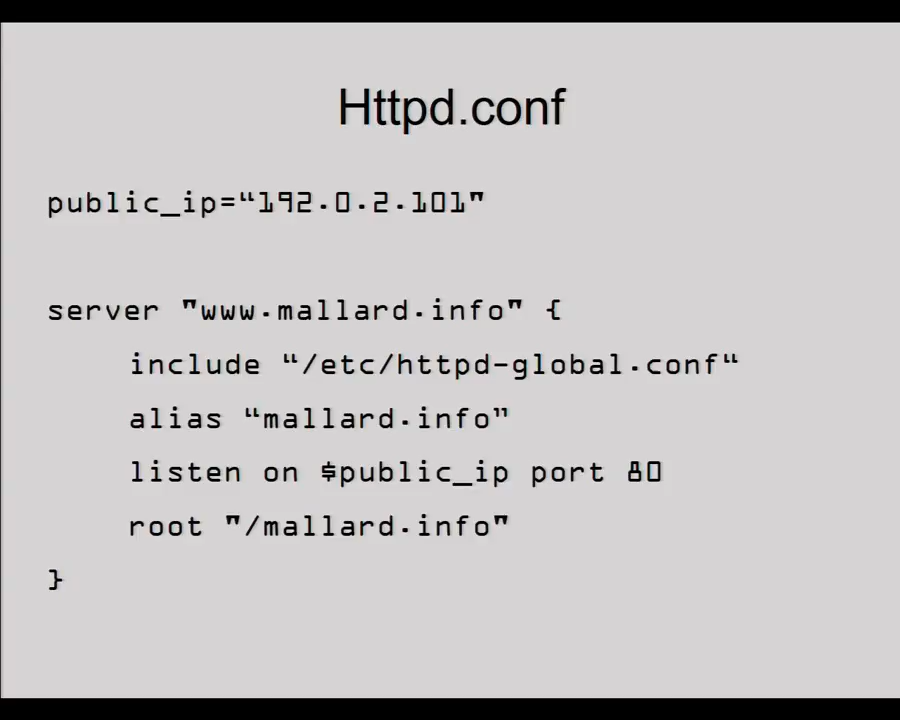 Httpd.conf
public_ip=“192.0.2.101"
server "www.mallard.info" {
include “/etc/httpd-global.conf“
alias “mallard.info”
listen on $public_ip port 80
root "/mallard.info"
}